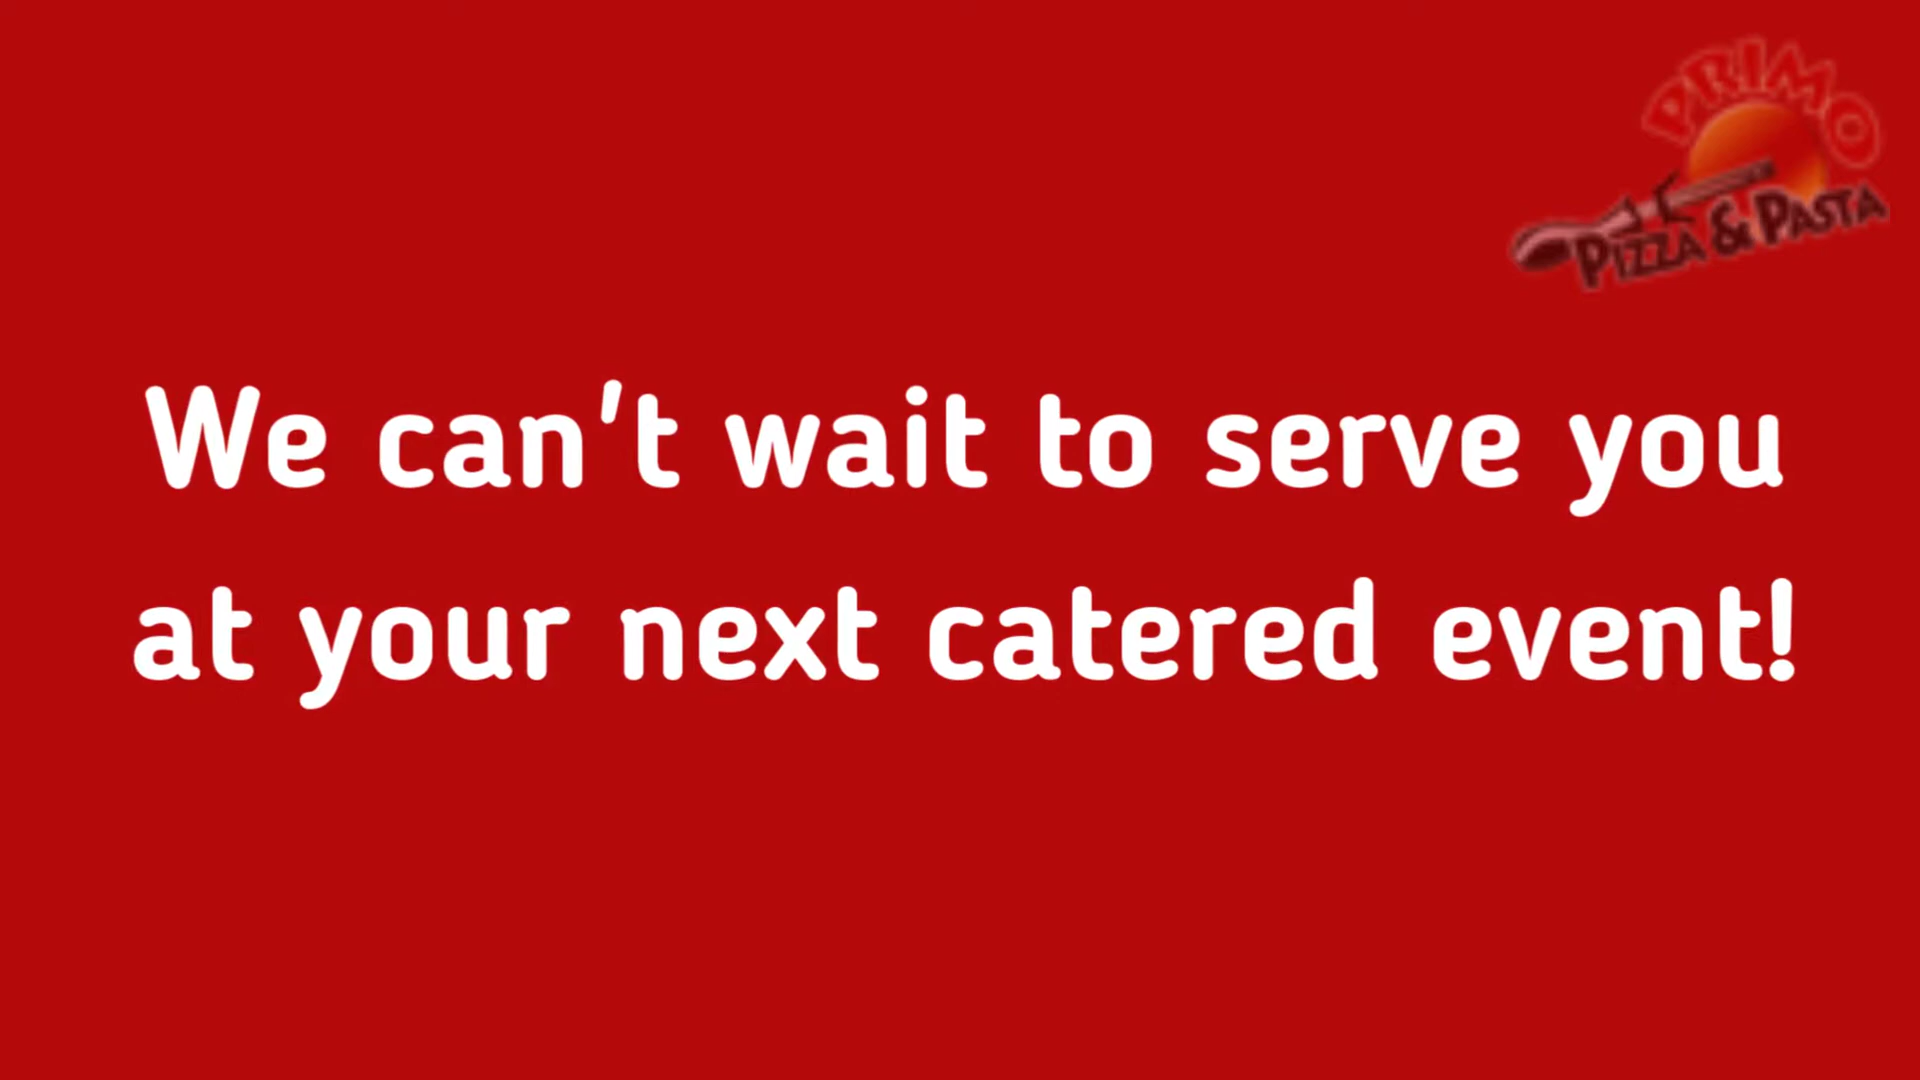 PRIMO
PIZZA & PASTA
We can't wait to serve you
at your next catered event!